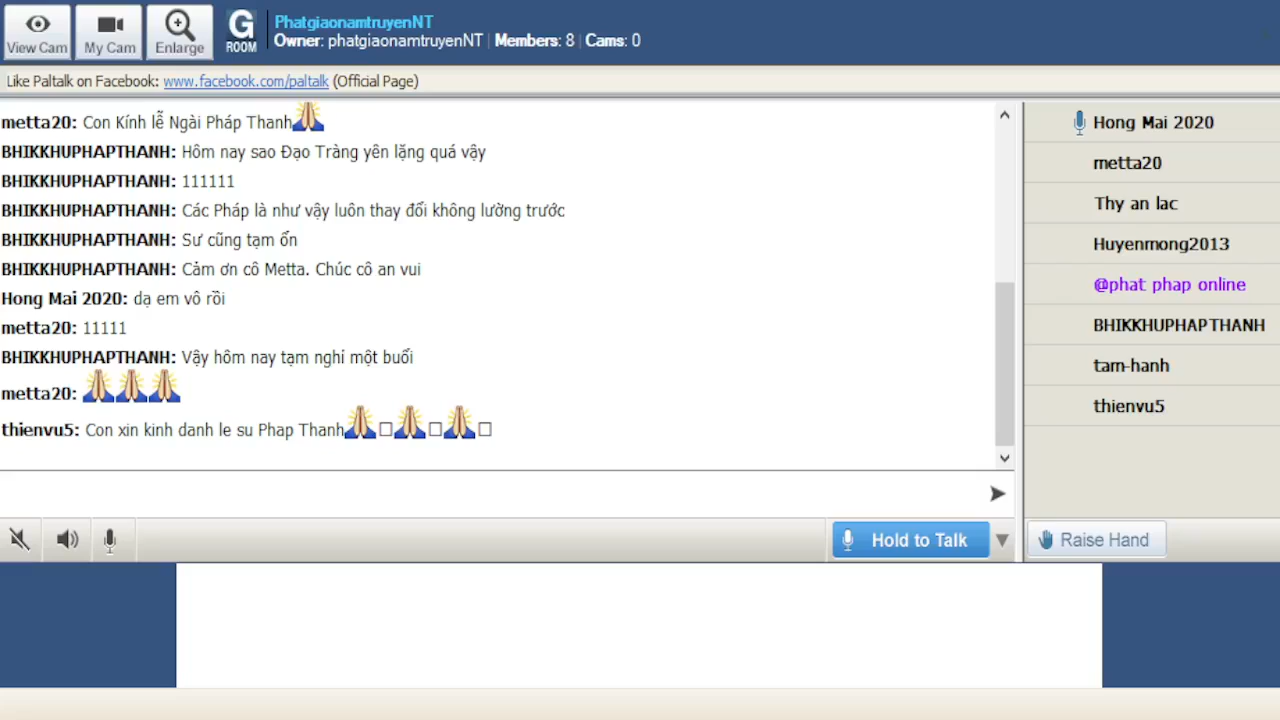 View Cam
My Cam
Enlarge
G
ROOM
PhatgiaonamtruyenNT
Owner: phatgiaonamtruyenNT | Members: 8 | Cams: 0
Like Paltalk on Facebook: www.facebook.com/paltalk (Official Page)
metta20: Con Kính lễ Ngài Pháp Thanh
BHIKKHUPHAPTHANH: Hôm nay sao Đạo Tràng yên lặng quá vậy
BHIKKHUPHAPTHANH: 111111
BHIKKHUPHAPTHANH: Các Pháp là như vậy luôn thay đổi không lường trước
BHIKKHUPHAPTHANH: Sư cũng tạm ổn
BHIKKHUPHAPTHANH: Cảm ơn cô Metta. Chúc cô an vui
Hong Mai 2020: dạ em vô rồi
metta20: 11111
BHIKKHUPHAPTHANH: Vậy hôm nay tạm nghỉ một buổi
metta20:
thienvu5: Con xin kinh danh le su Phap Thanh
Hong Mai 2020
metta20
Thy an lac
Huyenmong2013
@phat phap online
BHIKKHUPHAPTHANH
tam-hanh
thienvu5
Hold to Talk
Raise Hand